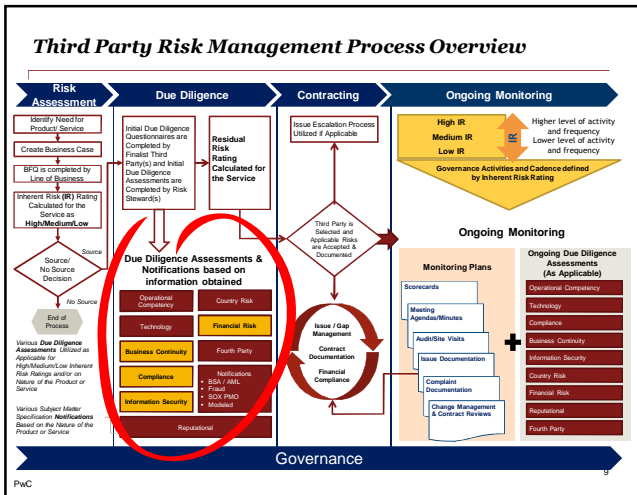 Third Party Risk Management Process Overview
Risk
Assessment
Due Diligence
Contracting
Ongoing Monitoring
Identify Need for
Product/ Service
Create Business Case
BFQ is completed by
Line of Business
Inherent Risk (IR) Rating
Calculated for the
Service as
High/Medium/Low
Source/
No Source
Decision
Source
No Source
End of
Process
Various Due Diligence
Assessments Utilized as
Applicable for
High/Medium/Low Inherent
Risk Ratings and/or on
Nature of the Product or
Service
Various Subject Matter
Specification Notifications
Based on the Nature of the
Product or Service
Initial Due Diligence
Questionnaires are
Completed by
Finalist Third
Party(s) and Initial
Due Diligence
Assessments are
Completed by Risk
Steward(s)
Residual
Risk
Rating
Calculated for
the Service
Due Diligence Assessments &
Notifications based on
information obtained
Operational
Competency
Country Risk
Technology
Financial Risk
Business Continuity
Fourth Party
Compliance
Notifications
• BSA / AML
• Fraud
• SOX PMO
• Modeled
Information Security
Reputational
Issue Escalation Process
Utilized if Applicable
Third Party is
Selected and
Applicable Risks
are Accepted &
Documented
Issue / Gap
Management
Contract
Documentation
Financial
Compliance
High IR
Medium IR
Low IR
IR
Higher level of activity
and frequency
Lower level of activity
and frequency
Governance Activities and Cadence defined
by Inherent Risk Rating
Ongoing Monitoring
Monitoring Plans
Scorecards
Meeting
Agendas/Minutes
Audit/Site Visits
Issue Documentation
Complaint
Documentation
Change Management
& Contract Reviews
+
Ongoing Due Diligence
Assessments
(As Applicable)
Operational Competency
Technology
Compliance
Business Continuity
Information Security
Country Risk
Financial Risk
Reputational
Fourth Party
Governance
9
PwC